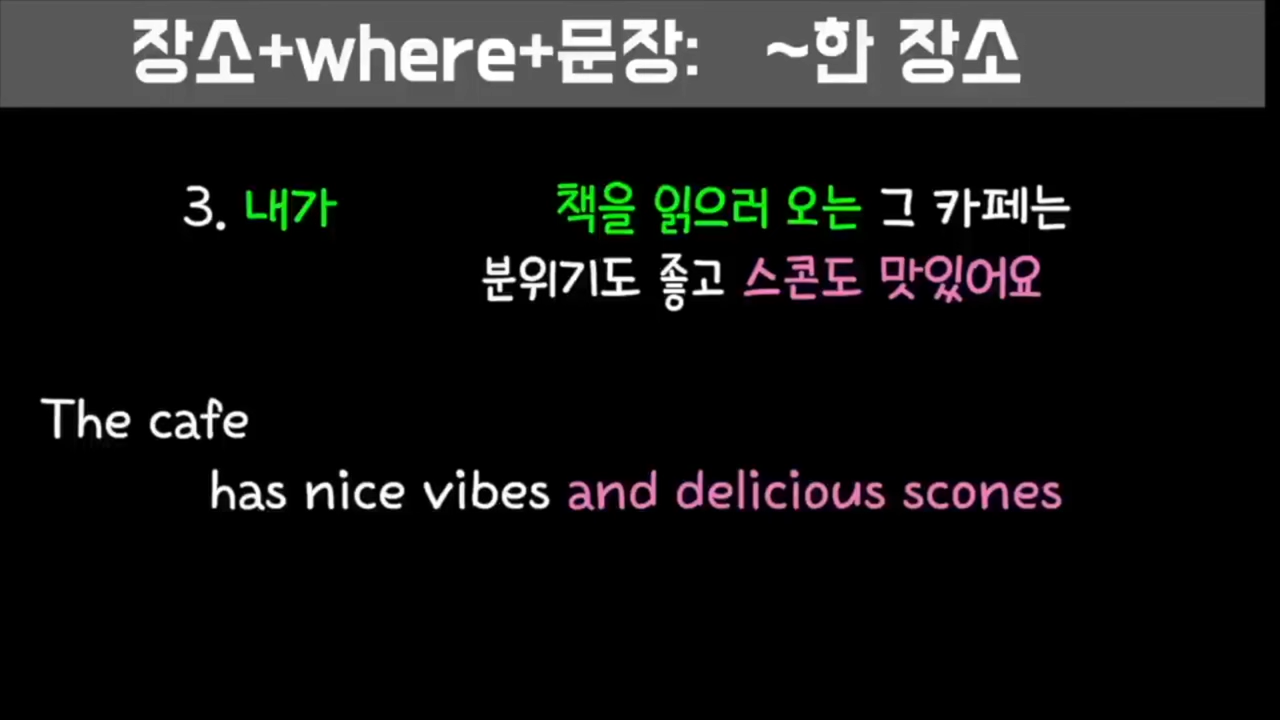 장소+where+문장: ~한 장소
3. 내가 책을 읽으러 오는 그 카페는
분위기도 좋고 스콘도 맛있어요
The cafe
has nice vibes and delicious scones